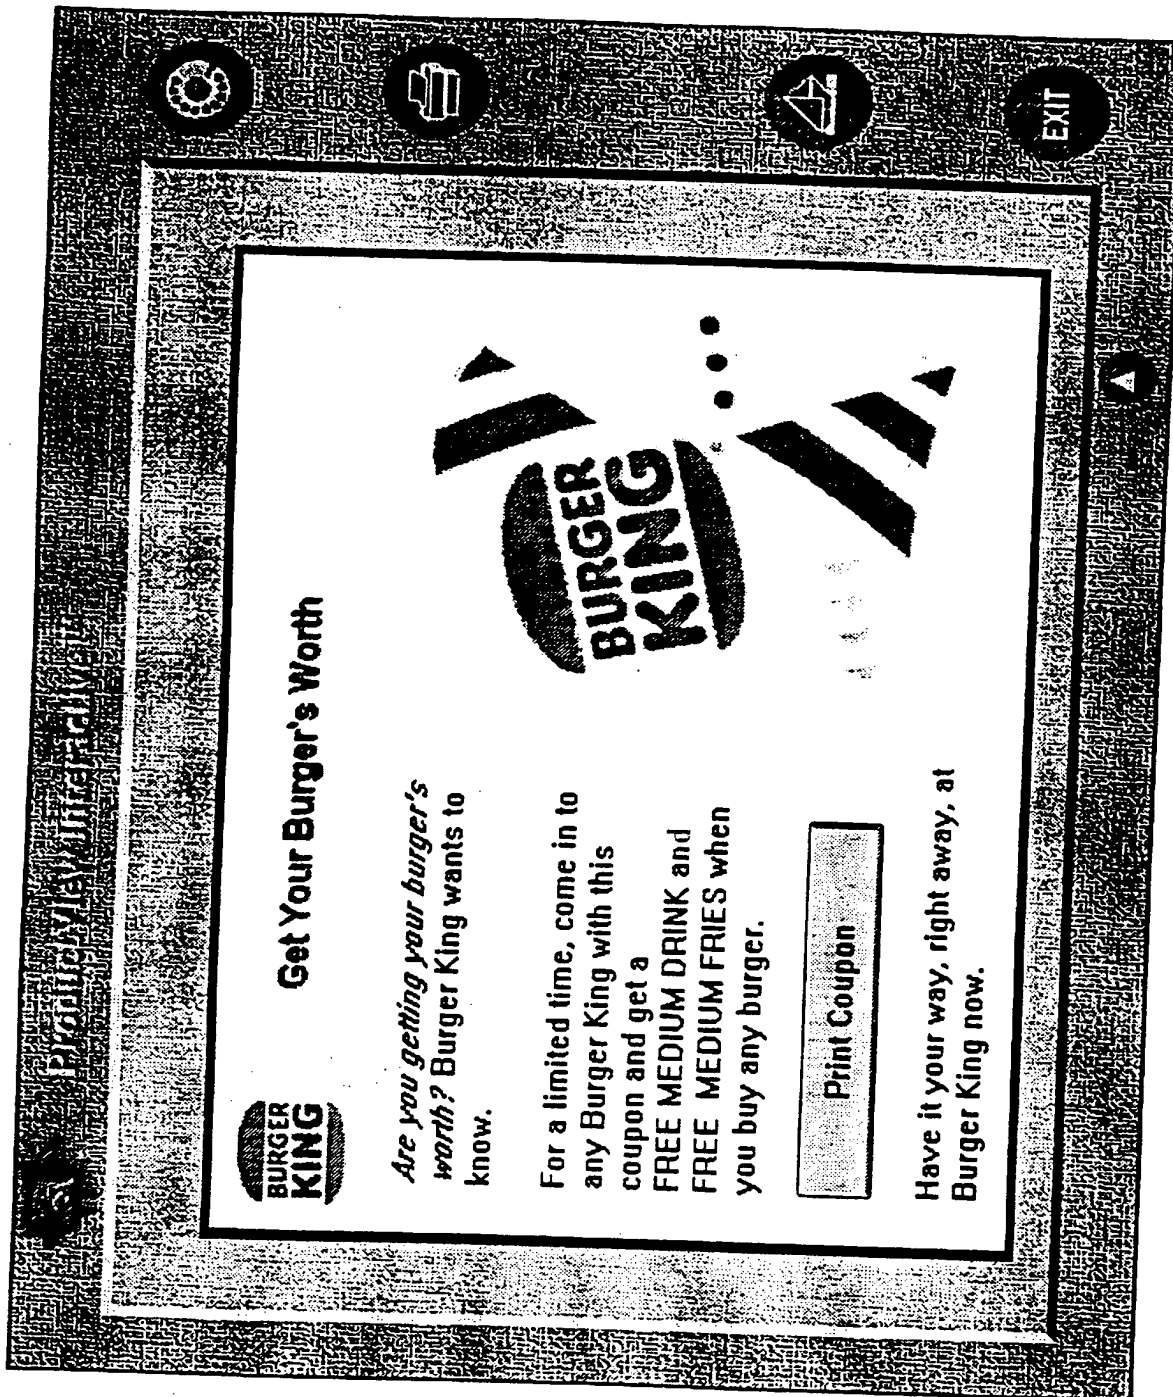 Get Your Burger's Worth
BURGER
KING
Are you getting your burger's
worth? Burger King wants to
know.
For a limited time, come in to
any Burger King with this
coupon and get a
FREE MEDIUM DRINK and
FREE MEDIUM FRIES when
you buy any burger.
Print Coupon
Have it your way, right away, at
Burger King now.
BURGER
KING
EXIT